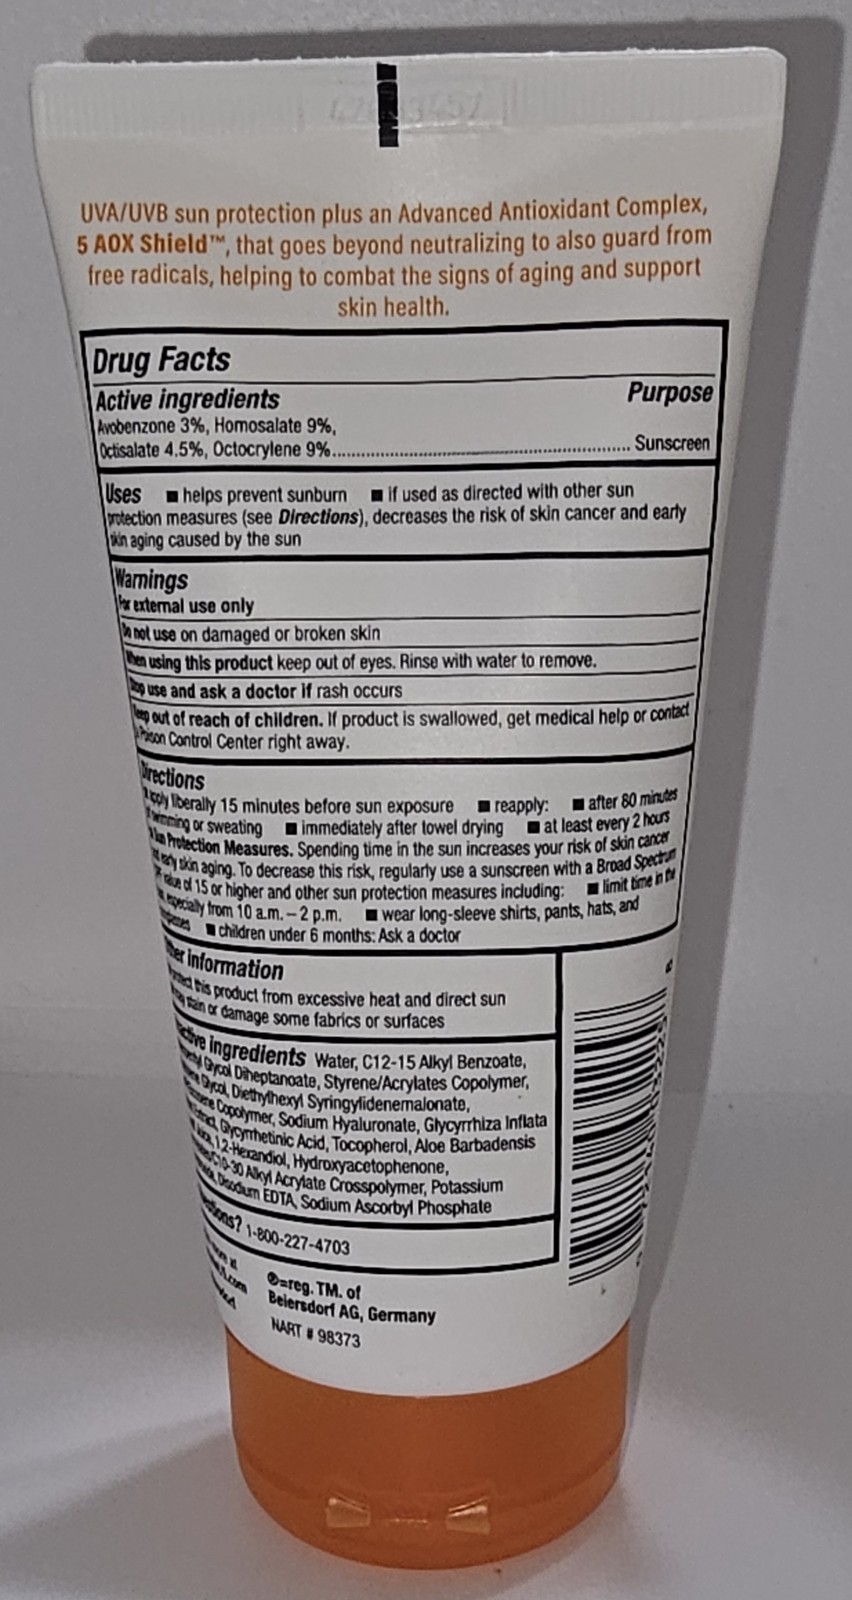 UVA/UVB sun protection plus an Advanced Antioxidant Complex,
5 AOX Shield™, that goes beyond neutralizing to also guard from
free radicals, helping to combat the signs of aging and support
skin health.
Drug Facts
Active ingredients Purpose
Avobenzone 3%, Homosalate 9%,
Octisalate 4.5%, Octocrylene 9%.......... Sunscreen
Uses ■ helps prevent sunburn ■ if used as directed with other sun
protection measures (see Directions), decreases the risk of skin cancer and early
skin aging caused by the sun
Warnings
For external use only
Do not use on damaged or broken skin
When using this product keep out of eyes. Rinse with water to remove.
Stop use and ask a doctor if rash occurs
Keep out of reach of children. If product is swallowed, get medical help or contact
a Poison Control Center right away.
Directions
apply liberally 15 minutes before sun exposure ■ reapply: ■ after 80 minutes
swimming or sweating ■ immediately after towel drying ■ at least every 2 hours
Sun Protection Measures. Spending time in the sun increases your risk of skin cancer
early skin aging. To decrease this risk, regularly use a sunscreen with a Broad Spectrum
value of 15 or higher and other sun protection measures including: ■ limit time in the
especially from 10 a.m. – 2 p.m. ■ wear long-sleeve shirts, pants, hats, and
■ children under 6 months: Ask a doctor
information
this product from excessive heat and direct sun
stain or damage some fabrics or surfaces
ingredients Water, C12-15 Alkyl Benzoate,
Glycol Diheptanoate, Styrene/Acrylates Copolymer,
Glycol, Diethylhexyl Syringylidenemalonate,
Copolymer, Sodium Hyaluronate, Glycyrrhiza Inflata
Glycyrrhetinic Acid, Tocopherol, Aloe Barbadensis
1,2-Hexandiol, Hydroxyacetophenone,
C10-30 Alkyl Acrylate Crosspolymer, Potassium
Disodium EDTA, Sodium Ascorbyl Phosphate
1-800-227-4703
®=reg. TM. of
Beiersdorf AG, Germany
NART # 98373